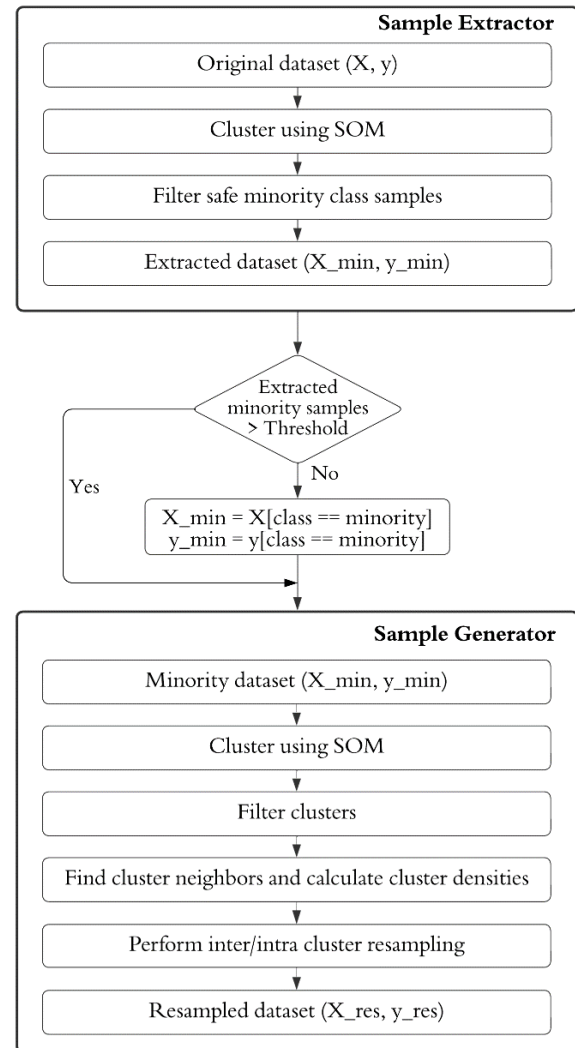 Sample Extractor
Original dataset (X, y)
Cluster using SOM
Filter safe minority class samples
Extracted dataset (X_min, y_min)
Extracted
minority samples
> Threshold
Yes
No
X_min = X[class == minority]
y_min = y[class == minority]
Sample Generator
Minority dataset (X_min, y_min)
Cluster using SOM
Filter clusters
Find cluster neighbors and calculate cluster densities
Perform inter/intra cluster resampling
Resampled dataset (X_res, y_res)